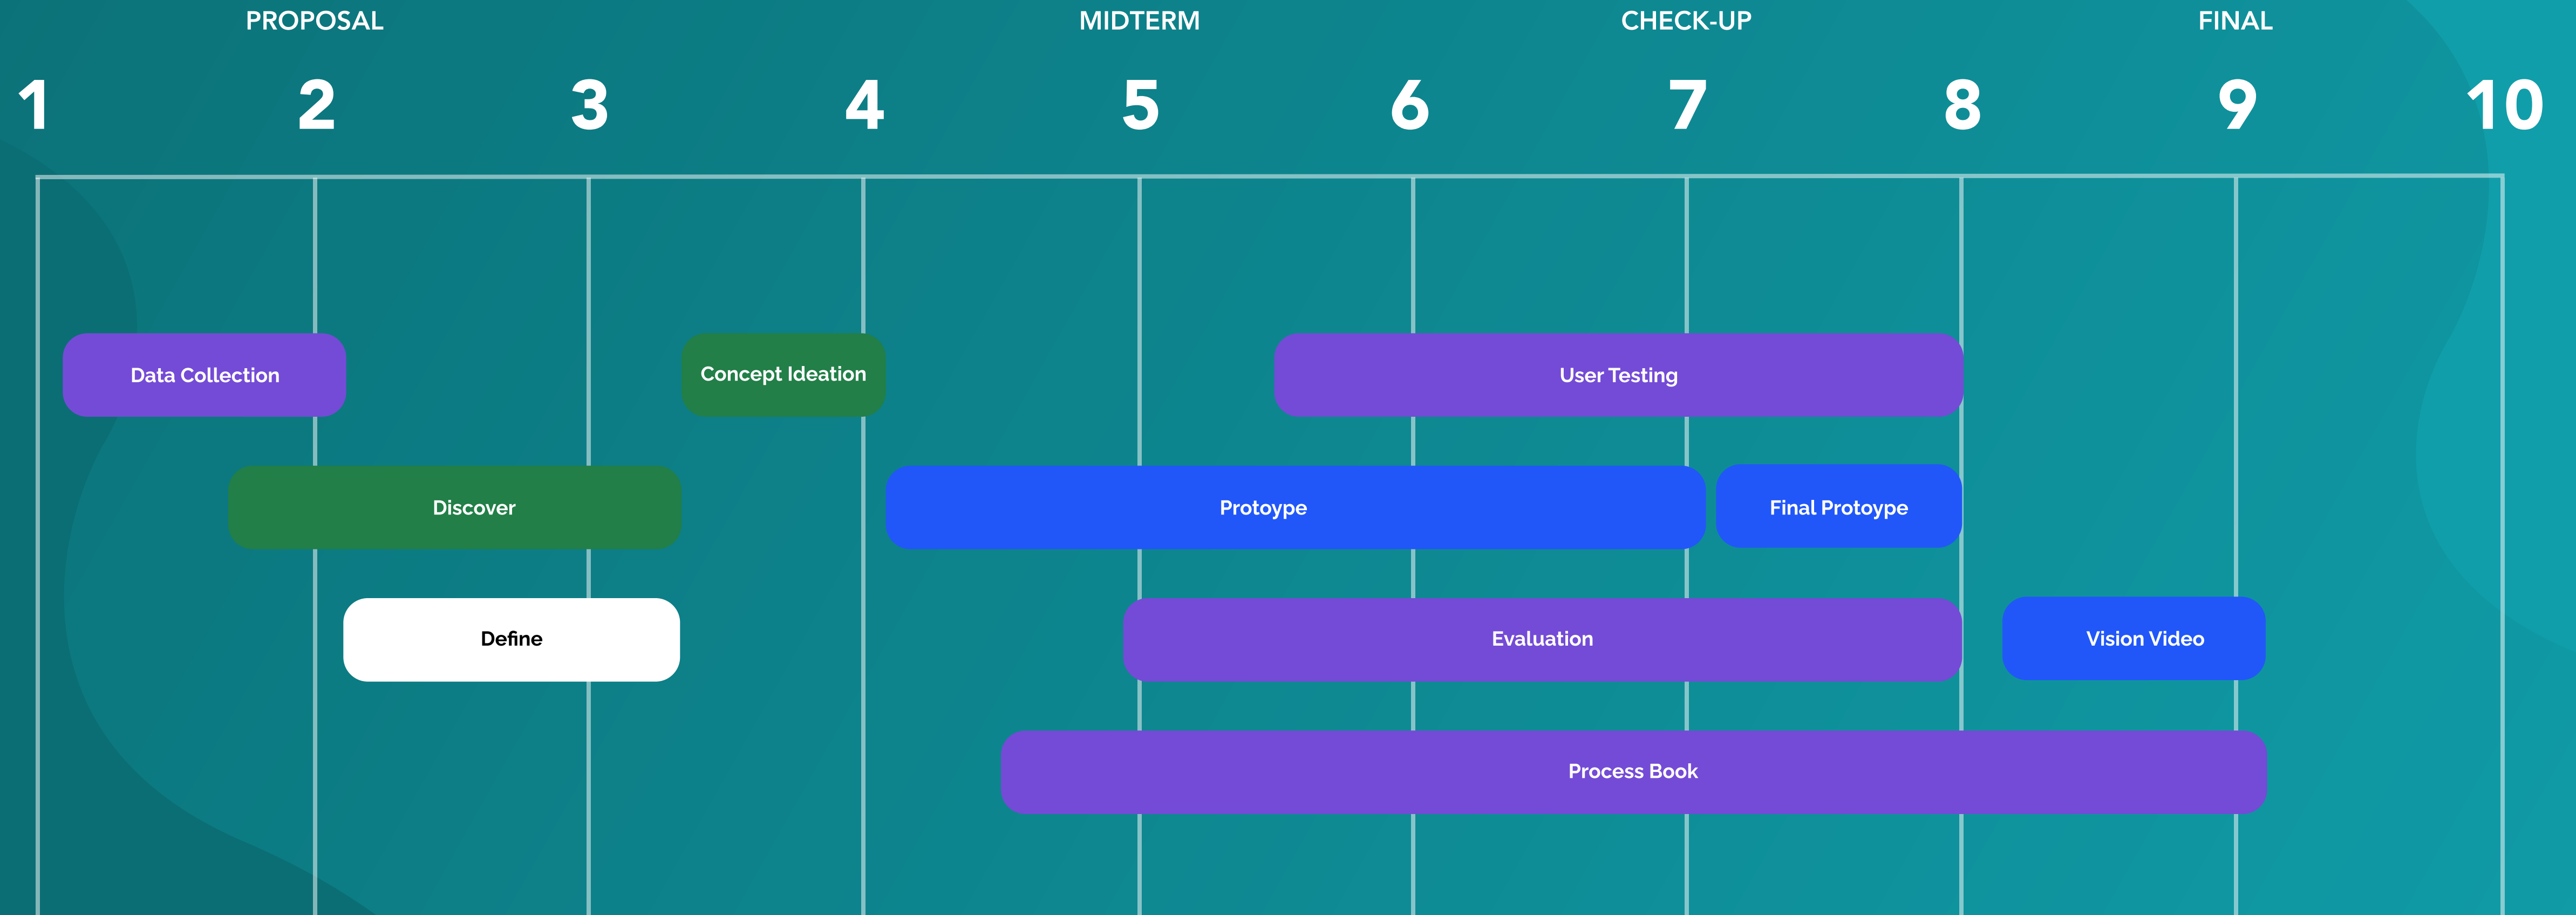 PROPOSAL MIDTERM CHECK-UP FINAL
1 2 3 4 5 6 7 8 9 10
Data Collection Concept Ideation User Testing
Discover Protoype Final Protoype
Define Evaluation Vision Video
Process Book